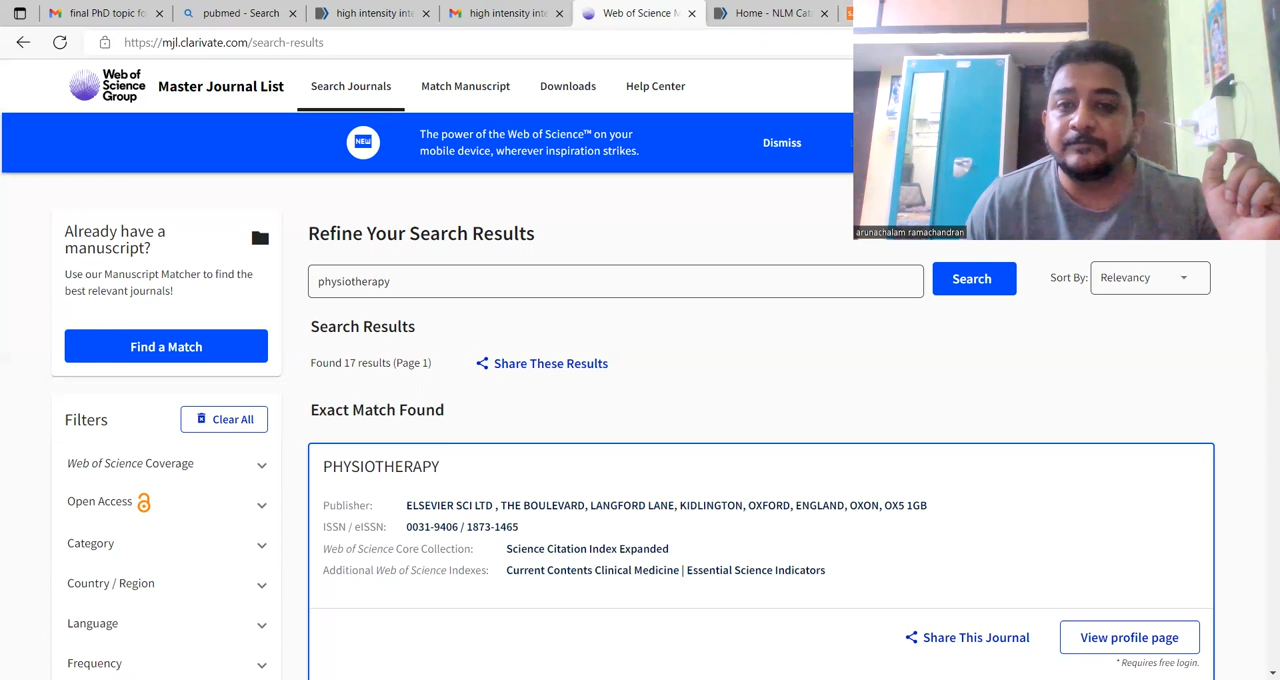 final PhD topic fo
pubmed - Search
high intensity inte
high intensity inte
Web of Science M
Home - NLM Cat
https://mjl.clarivate.com/search-results
Web of
Science
Group
Master Journal List
Search Journals
Match Manuscript
Downloads
Help Center
NEW
The power of the Web of Science™ on your
mobile device, wherever inspiration strikes.
Dismiss
arunachalam ramachandran
Already have a
manuscript?
Use our Manuscript Matcher to find the
best relevant journals!
Find a Match
Filters
Clear All
Web of Science Coverage
Open Access
Category
Country / Region
Language
Frequency
Refine Your Search Results
physiotherapy
Search
Sort By:
Relevancy
Search Results
Found 17 results (Page 1)
Share These Results
Exact Match Found
PHYSIOTHERAPY
Publisher: ELSEVIER SCI LTD , THE BOULEVARD, LANGFORD LANE, KIDLINGTON, OXFORD, ENGLAND, OXON, OX5 1GB
ISSN / eISSN: 0031-9406 / 1873-1465
Web of Science Core Collection: Science Citation Index Expanded
Additional Web of Science Indexes: Current Contents Clinical Medicine | Essential Science Indicators
Share This Journal
View profile page
* Requires free login.